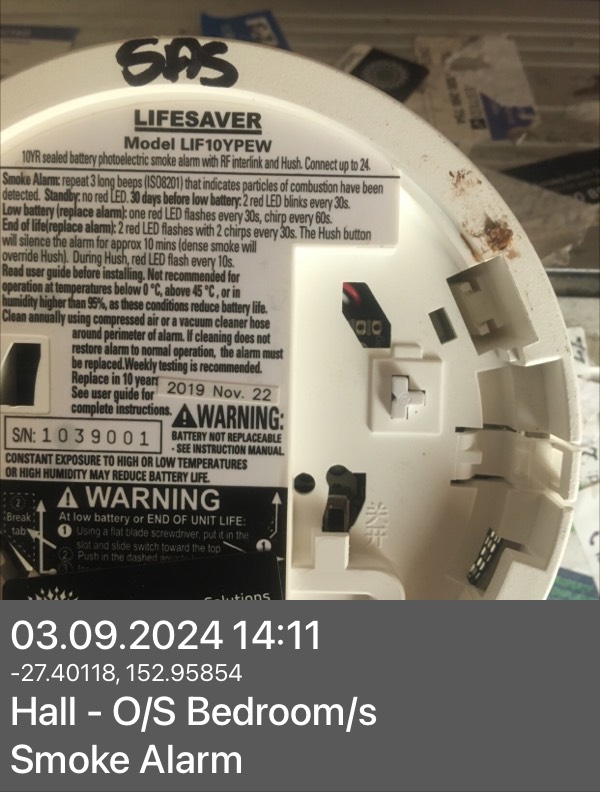 SAS
LIFESAVER
Model LIF10YPEW
10YR sealed battery photoelectric smoke alarm with RF interlink and Hush. Connect up to 24.
Smoke Alarm: repeat 3 long beeps (ISO8201) that indicates particles of combustion have been
detected. Standby: no red LED. 30 days before low battery: 2 red LED blinks every 30s.
Low battery (replace alarm): one red LED flashes every 30s, chirp every 60s.
End of life(replace alarm): 2 red LED flashes with 2 chirps every 30s. The Hush button
will silence the alarm for approx 10 mins (dense smoke will
override Hush). During Hush, red LED flash every 10s.
Read user guide before installing. Not recommended for
operation at temperatures below 0 °C, above 45 °C, or in
humidity higher than 95%, as these conditions reduce battery life.
Clean annually using compressed air or a vacuum cleaner hose
around perimeter of alarm. If cleaning does not
restore alarm to normal operation, the alarm must
be replaced.Weekly testing is recommended.
Replace in 10 years 2019 Nov. 22
See user guide for
complete instructions.
S/N: 1039001
WARNING:
BATTERY NOT REPLACEABLE
- SEE INSTRUCTION MANUAL
CONSTANT EXPOSURE TO HIGH OR LOW TEMPERATURES
OR HIGH HUMIDITY MAY REDUCE BATTERY LIFE.
WARNING
At low battery or END OF UNIT LIFE:
1 Using a flat blade screwdriver, put it in the
slot and slide switch toward the top 1
2 Push in the dashed
2
Break
tab
Solutions
03.09.2024 14:11
-27.40118, 152.95854
Hall - O/S Bedroom/s
Smoke Alarm